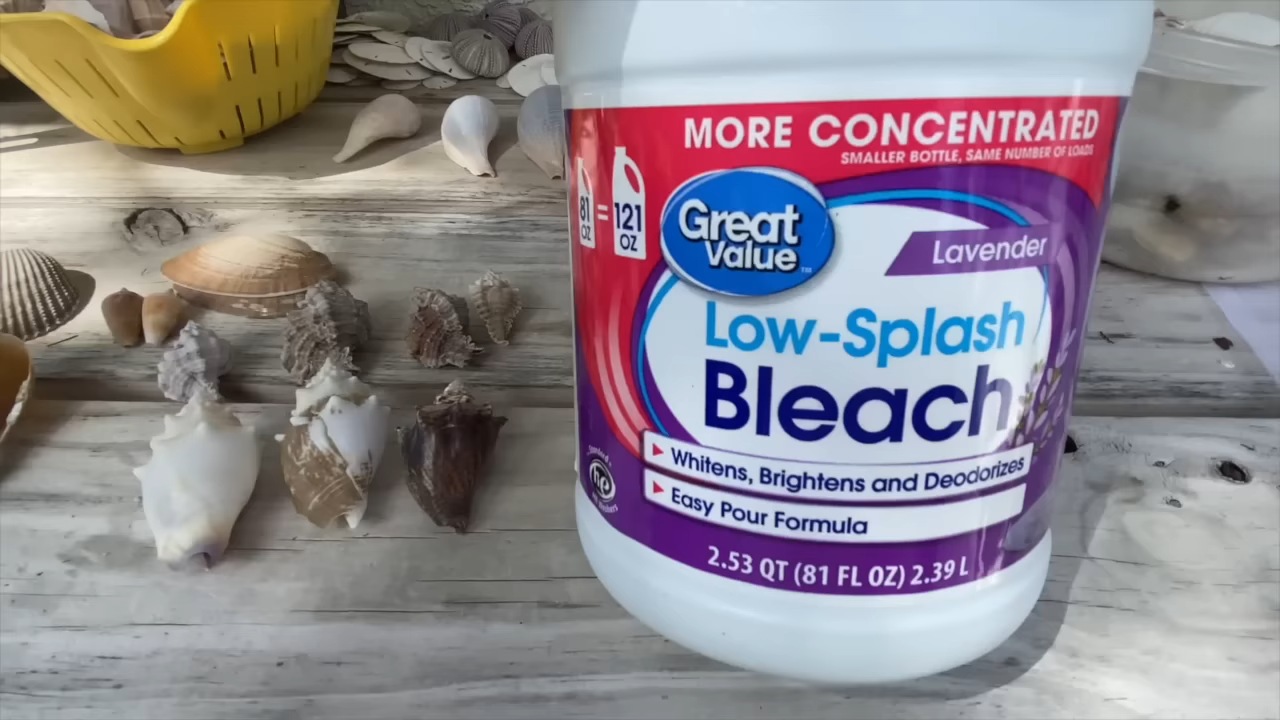 MORE CONCENTRATED
SMALLER BOTTLE, SAME NUMBER OF LOADS
81
OZ
=
121
OZ
Great
Value
Lavender
Low-Splash
Bleach
Whitens, Brightens and Deodorizes
Easy Pour Formula
he
2.53 QT (81 FL OZ) 2.39 L